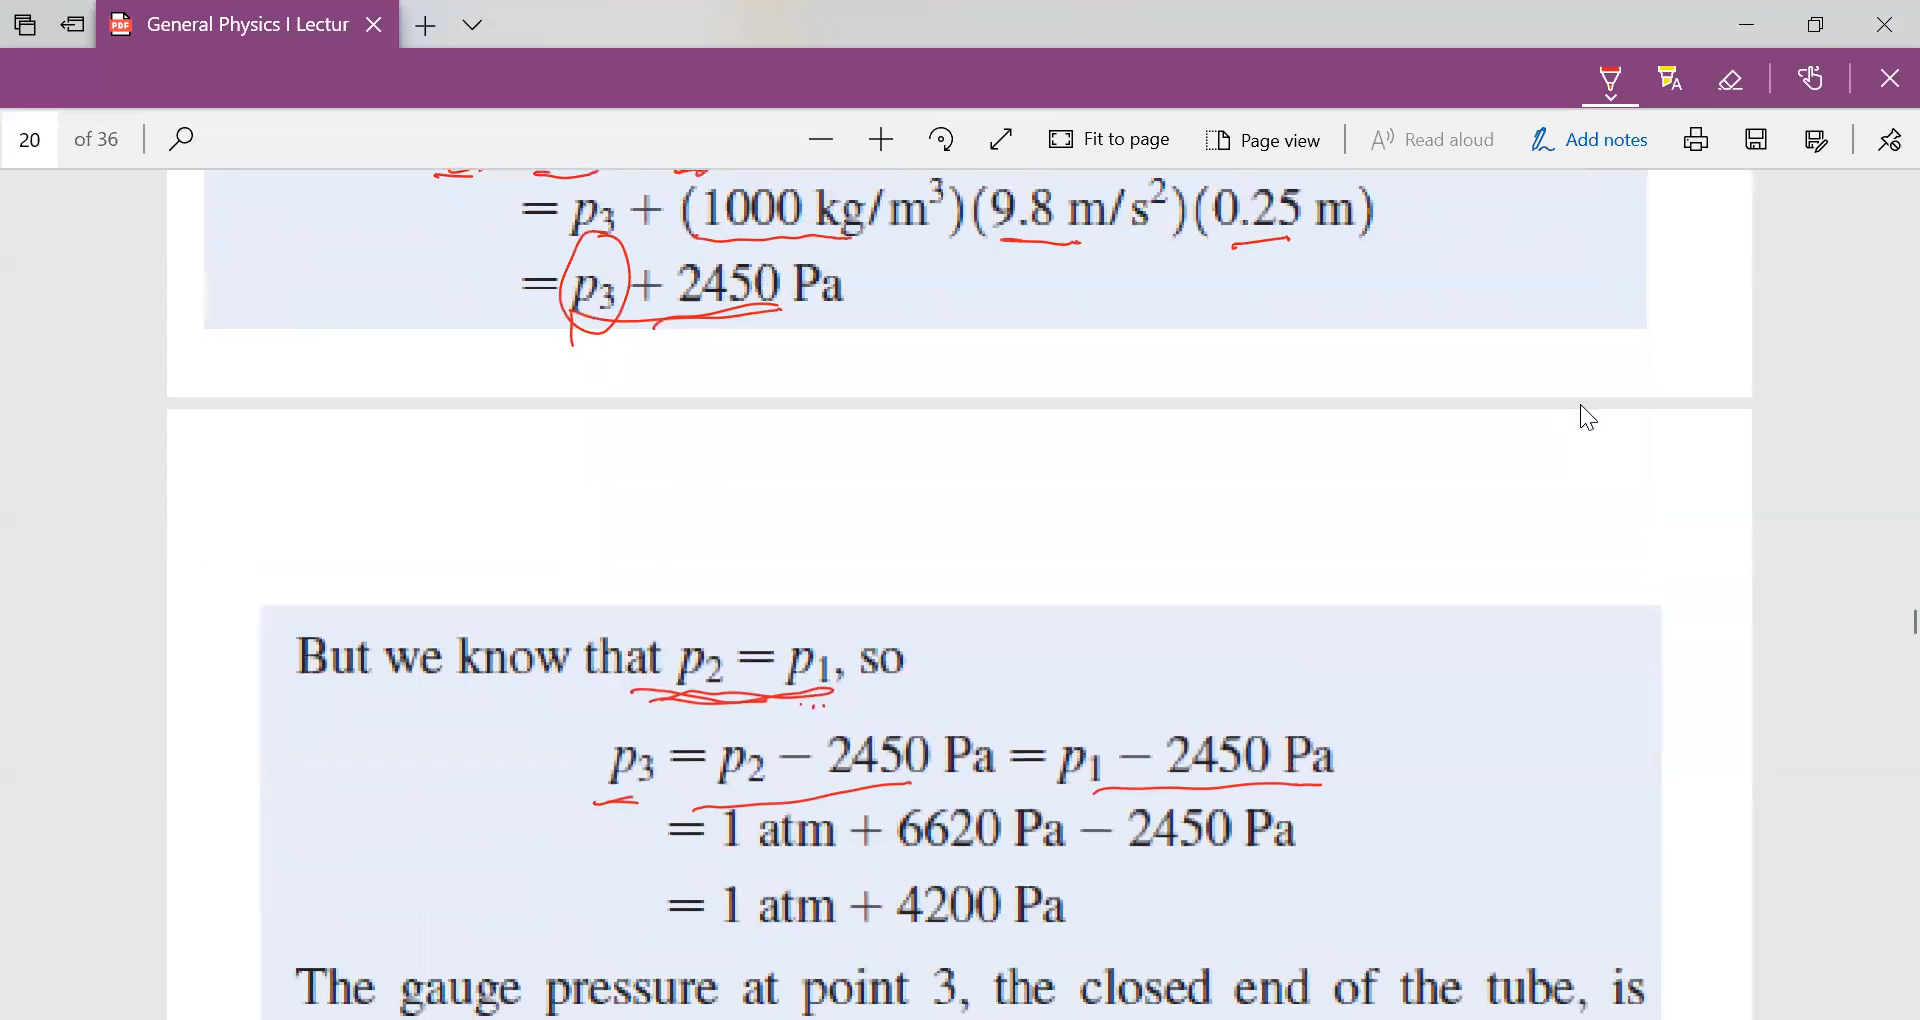 General Physics I Lectur
20 of 36 Fit to page Page view Read aloud Add notes
= p₃ + (1000 kg/m³)(9.8 m/s²)(0.25 m)
= p₃ + 2450 Pa
But we know that p₂ = p₁, so
p₃ = p₂ − 2450 Pa = p₁ − 2450 Pa
= 1 atm + 6620 Pa − 2450 Pa
= 1 atm + 4200 Pa
The gauge pressure at point 3, the closed end of the tube, is